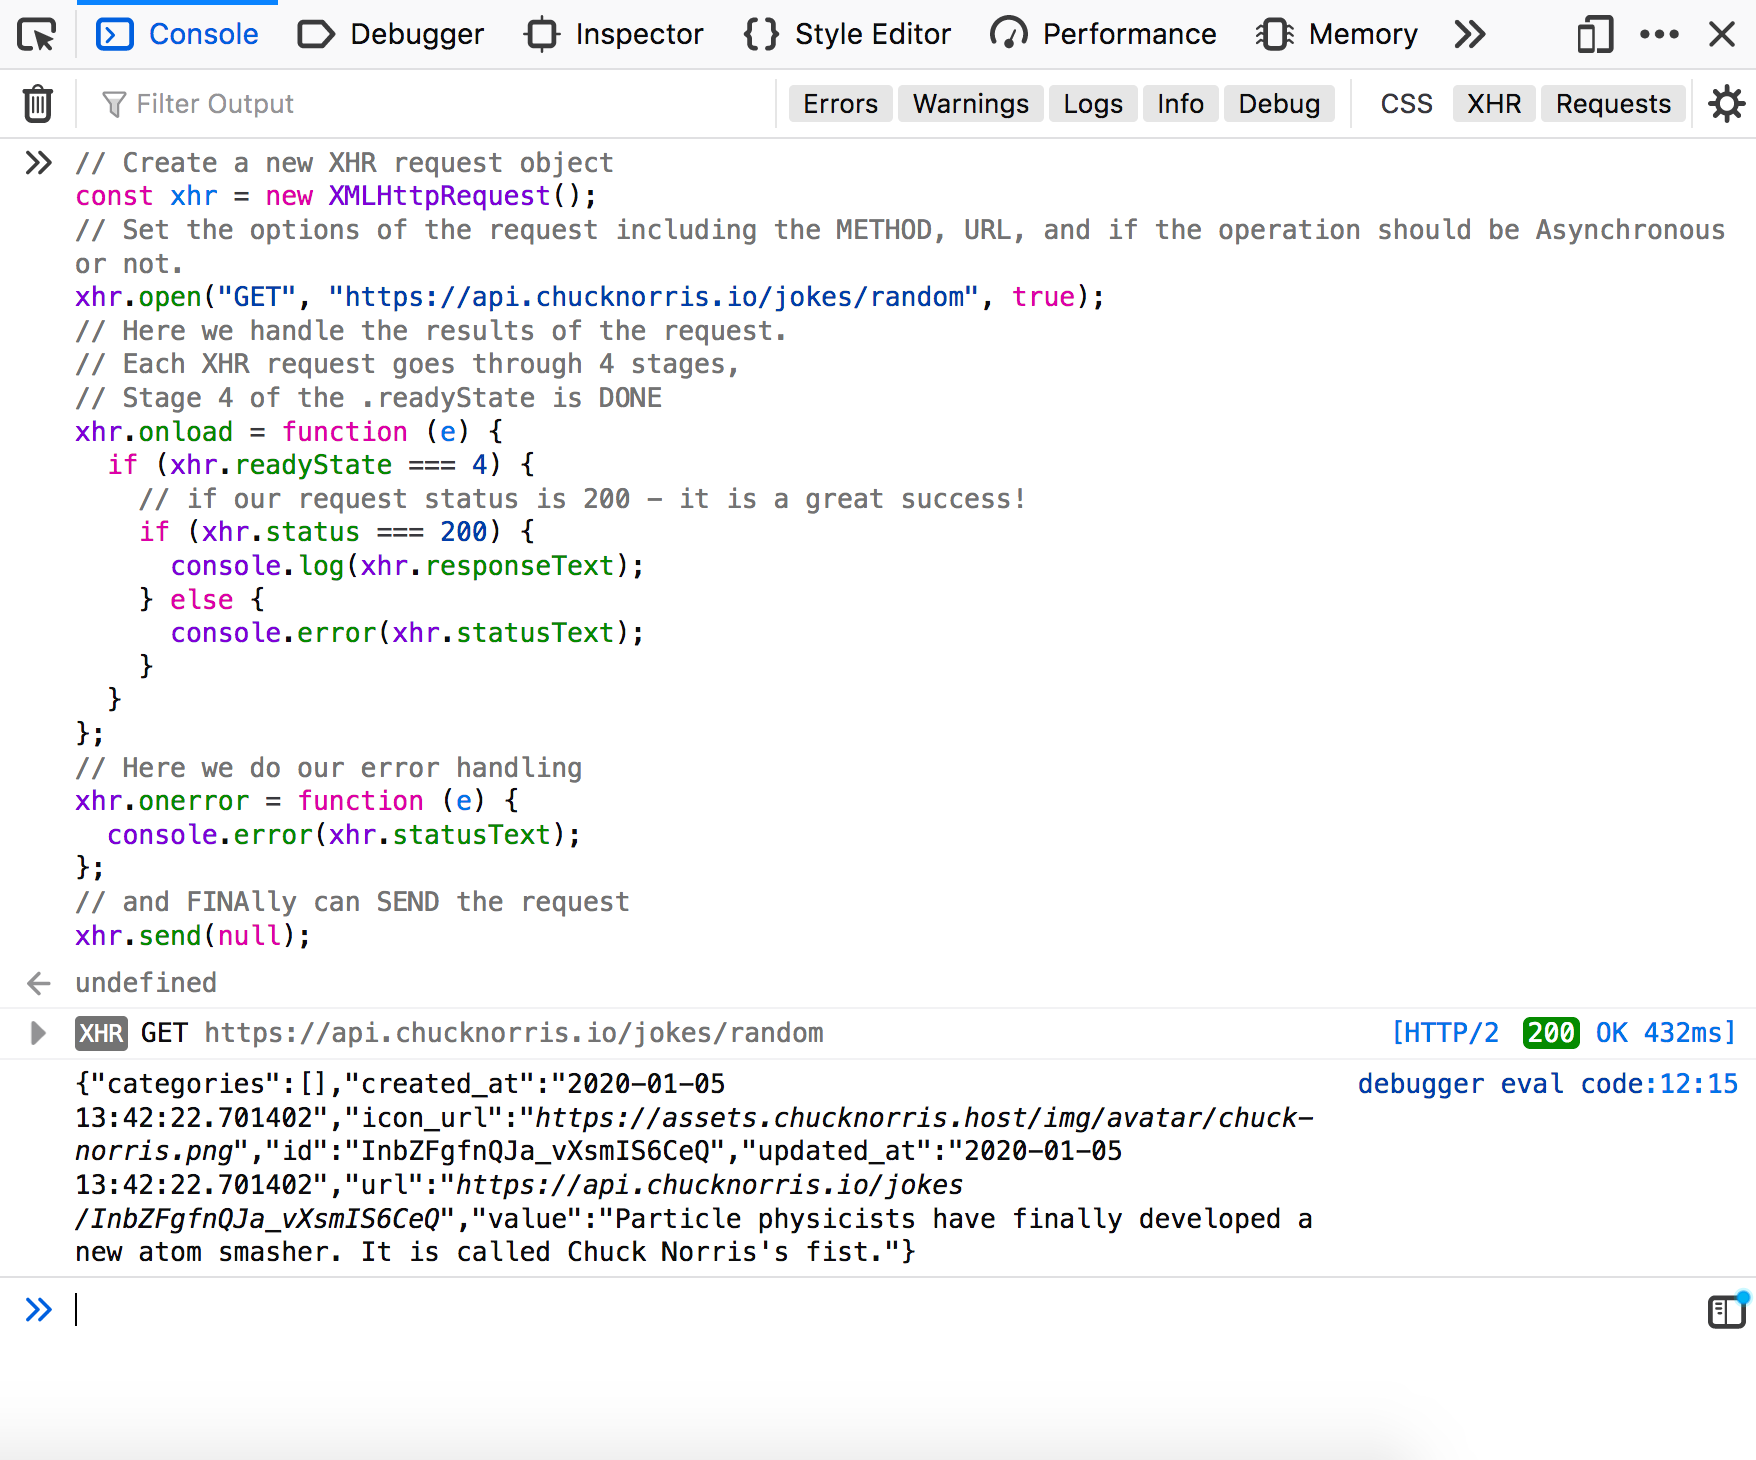 Console Debugger Inspector Style Editor Performance Memory
Filter Output Errors Warnings Logs Info Debug CSS XHR Requests
// Create a new XHR request object
const xhr = new XMLHttpRequest();
// Set the options of the request including the METHOD, URL, and if the operation should be Asynchronous
or not.
xhr.open("GET", "https://api.chucknorris.io/jokes/random", true);
// Here we handle the results of the request.
// Each XHR request goes through 4 stages,
// Stage 4 of the .readyState is DONE
xhr.onload = function (e) {
  if (xhr.readyState === 4) {
    // if our request status is 200 – it is a great success!
    if (xhr.status === 200) {
      console.log(xhr.responseText);
    } else {
      console.error(xhr.statusText);
    }
  }
};
// Here we do our error handling
xhr.onerror = function (e) {
  console.error(xhr.statusText);
};
// and FINAlly can SEND the request
xhr.send(null);
undefined
XHR GET https://api.chucknorris.io/jokes/random [HTTP/2 200 OK 432ms]
{"categories":[],"created_at":"2020-01-05 debugger eval code:12:15
13:42:22.701402","icon_url":"https://assets.chucknorris.host/img/avatar/chuck-
norris.png","id":"InbZFgfnQJa_vXsmIS6CeQ","updated_at":"2020-01-05
13:42:22.701402","url":"https://api.chucknorris.io/jokes
/InbZFgfnQJa_vXsmIS6CeQ","value":"Particle physicists have finally developed a
new atom smasher. It is called Chuck Norris's fist."}